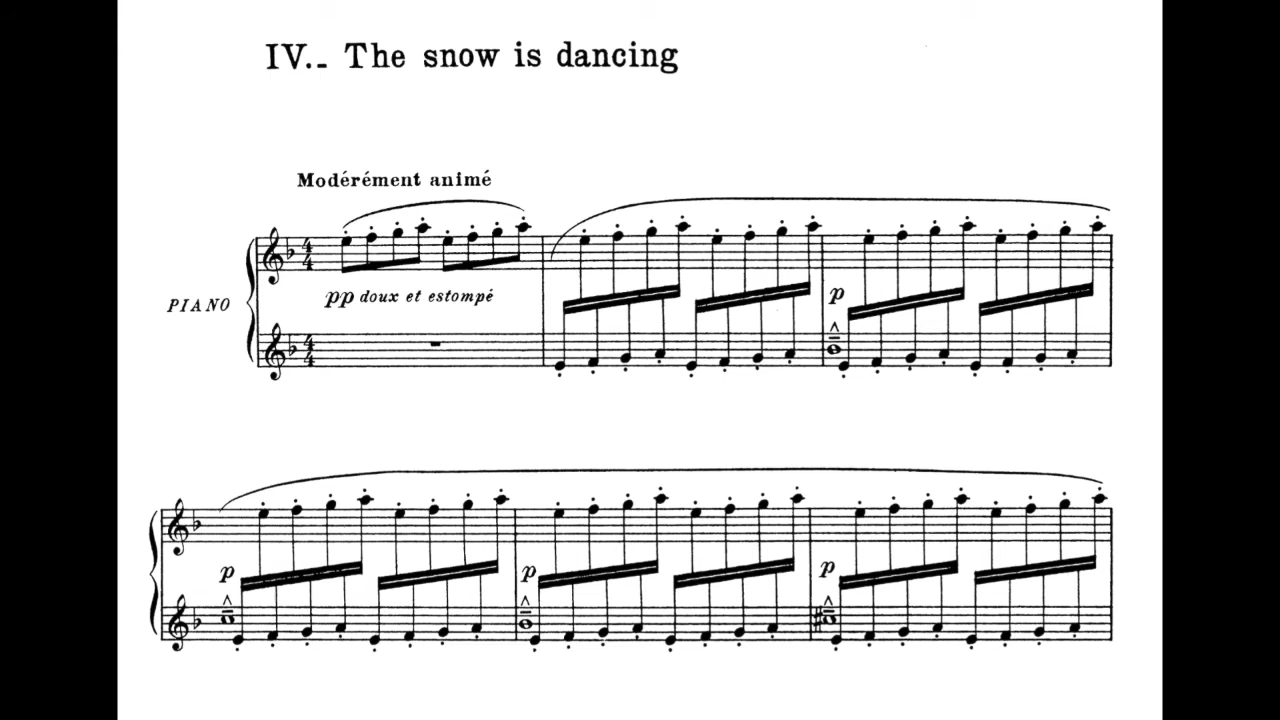 IV.. The snow is dancing
Modérément animé
PIANO
pp doux et estompé
p
p
p
p